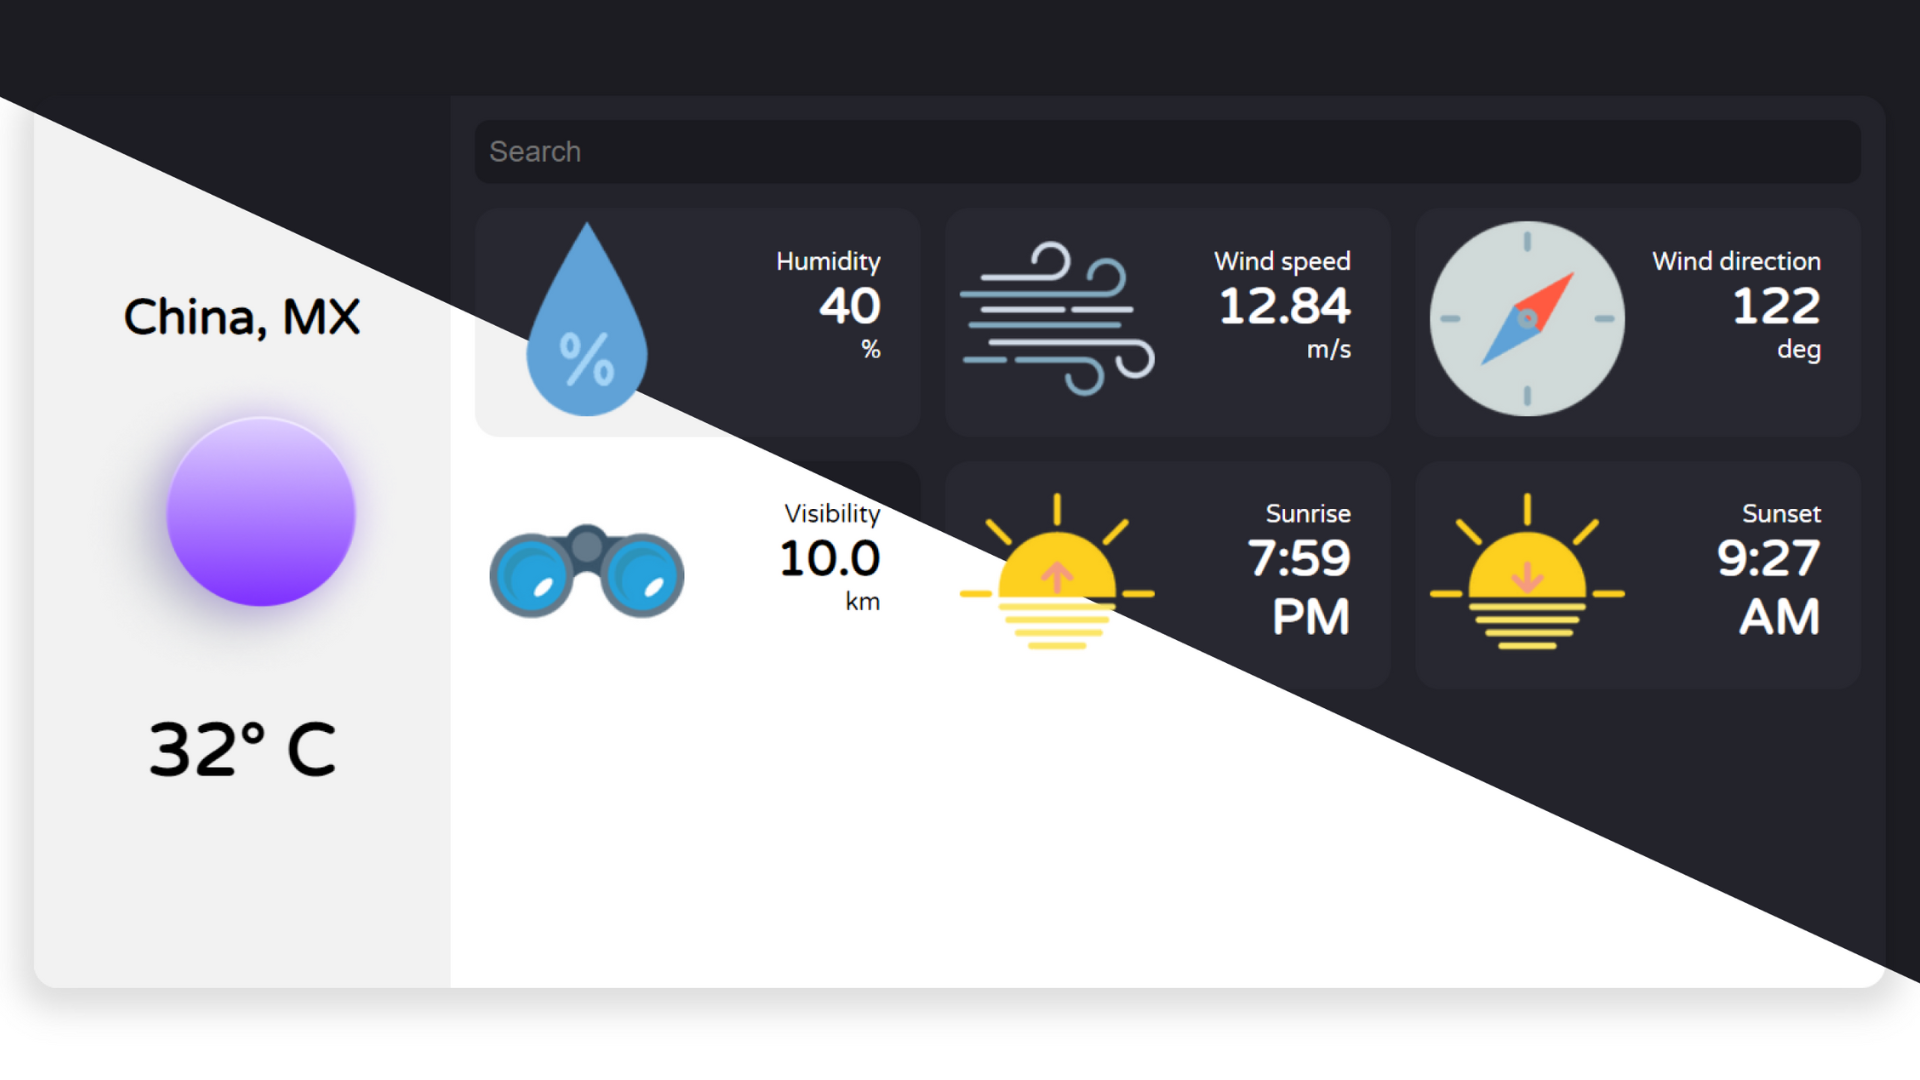 Search
China, MX
32° C
Humidity
40
%
Wind speed
12.84
m/s
Wind direction
122
deg
Visibility
10.0
km
Sunrise
7:59
PM
Sunset
9:27
AM